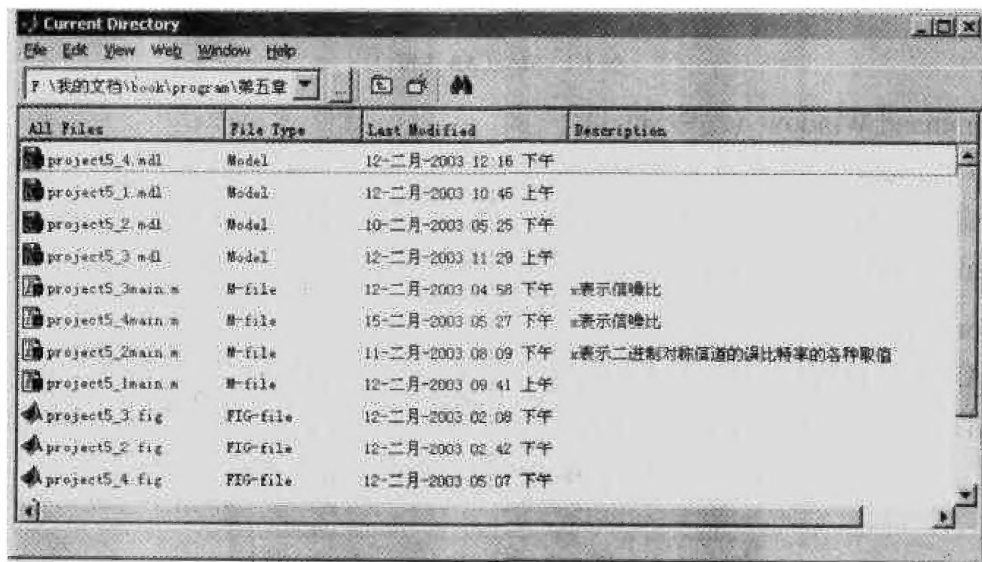 Current Directory
File Edit View Web Window Help
F:\我的文档\book\program\第五章 ...
All Files File Type Last Modified Description
project5_4.mdl Model 12-二月-2003 12:16 下午
project5_1.mdl Model 12-二月-2003 10:46 上午
project5_2.mdl Model 10-二月-2003 05:25 下午
project5_3.mdl Model 12-二月-2003 11:29 上午
project5_3main.m M-file 12-二月-2003 04:58 下午 x表示信噪比
project5_4main.m M-file 15-二月-2003 05:27 下午 x表示信噪比
project5_2main.m M-file 11-二月-2003 08:09 下午 x表示二进制对称信道的误比特率的各种取值
project5_1main.m M-file 12-二月-2003 09:41 上午
project5_3.fig FIG-file 12-二月-2003 02:08 下午
project5_2.fig FIG-file 12-二月-2003 02:42 下午
project5_4.fig FIG-file 12-二月-2003 05:07 下午